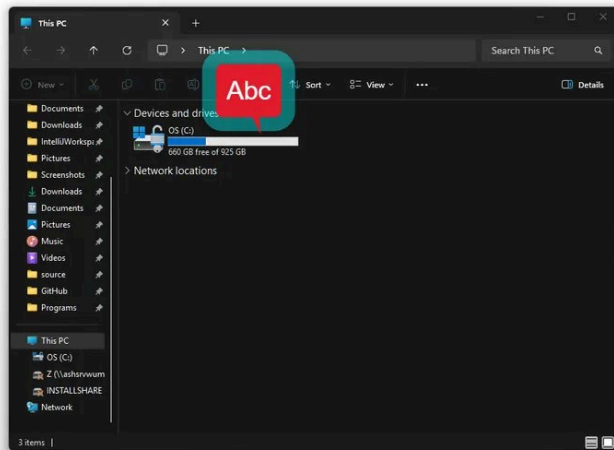 This PC
This PC
Search This PC
New
Abc
Sort
View
Details
Documents
Downloads
IntelliJWorksp
Pictures
Screenshots
Downloads
Documents
Pictures
Music
Videos
source
GitHub
Programs
This PC
OS (C:)
Z (\\ashsrvwum
INSTALLSHARE
Network
Devices and drives
OS (C:)
660 GB free of 925 GB
Network locations
3 items